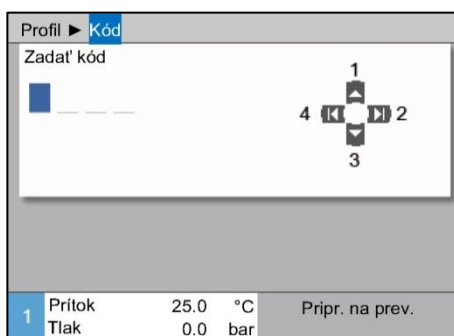 Profil ► Kód
Zadať kód
1
4 2
3
1
Prítok 25.0 °C
Tlak 0.0 bar
Pripr. na prev.